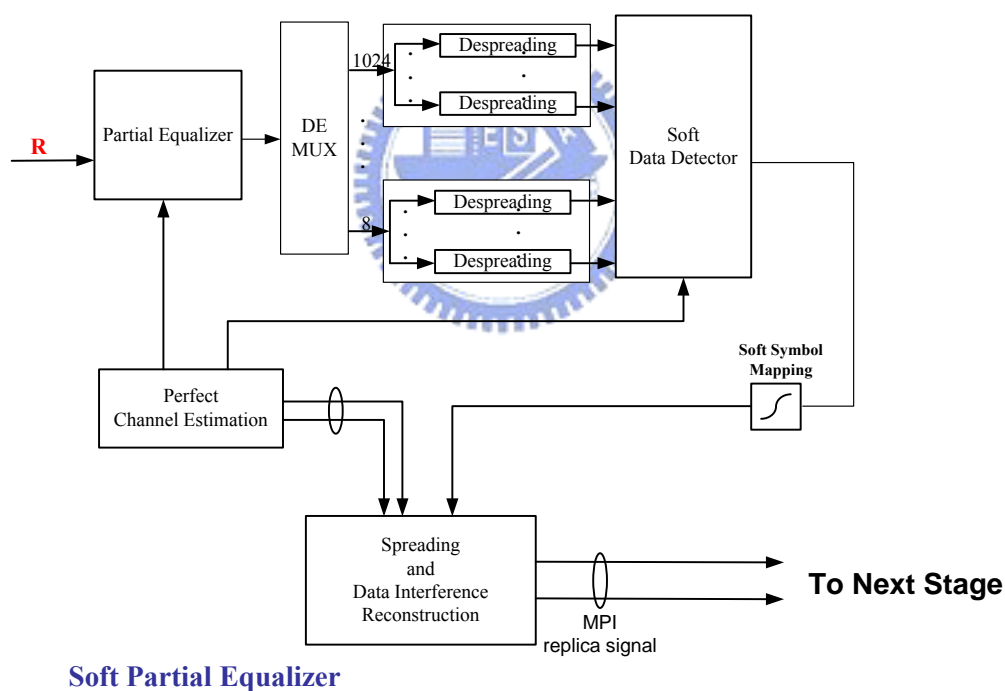 1024
Despreading
Despreading
Partial Equalizer
DE
MUX
Soft
Data Detector
R
ES
8
Despreading
Despreading
Soft Symbol
Mapping
Perfect
Channel Estimation
Spreading
and
Data Interference
Reconstruction
To Next Stage
MPI
replica signal
Soft Partial Equalizer